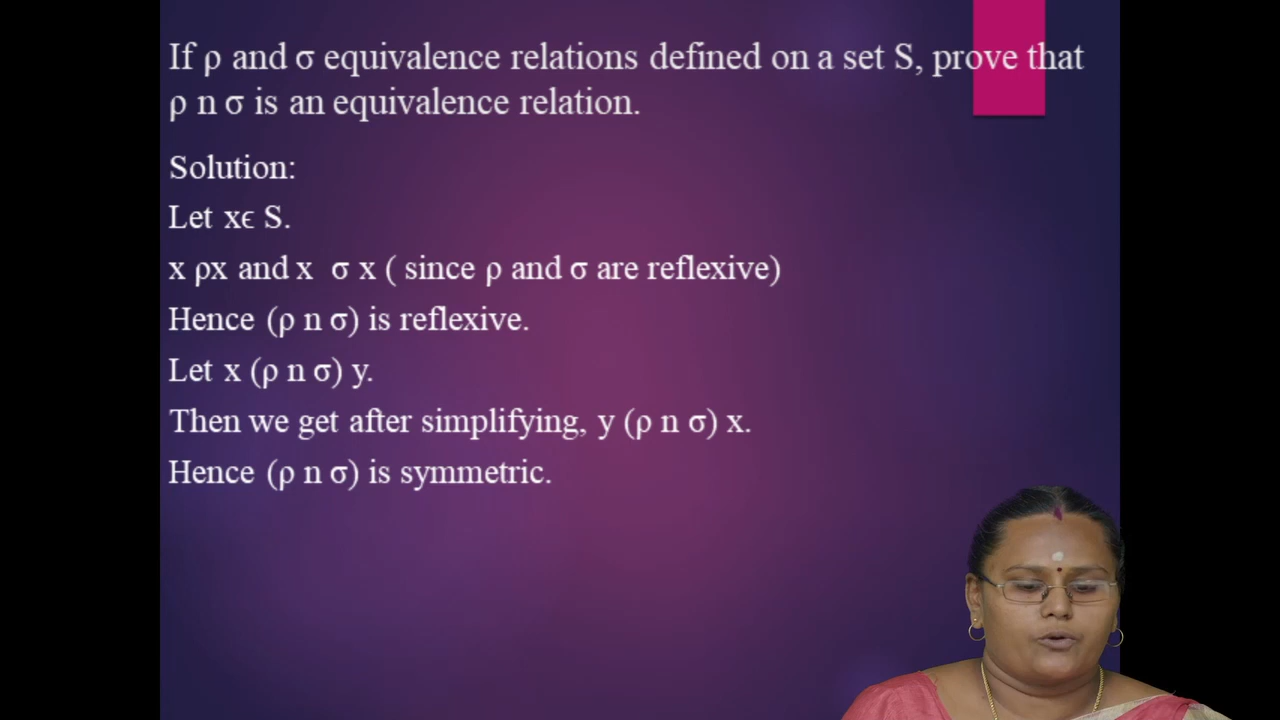 If ρ and σ equivalence relations defined on a set S, prove that
ρ n σ is an equivalence relation.
Solution:
Let xϵ S.
x ρx and x σ x ( since ρ and σ are reflexive)
Hence (ρ n σ) is reflexive.
Let x (ρ n σ) y.
Then we get after simplifying, y (ρ n σ) x.
Hence (ρ n σ) is symmetric.